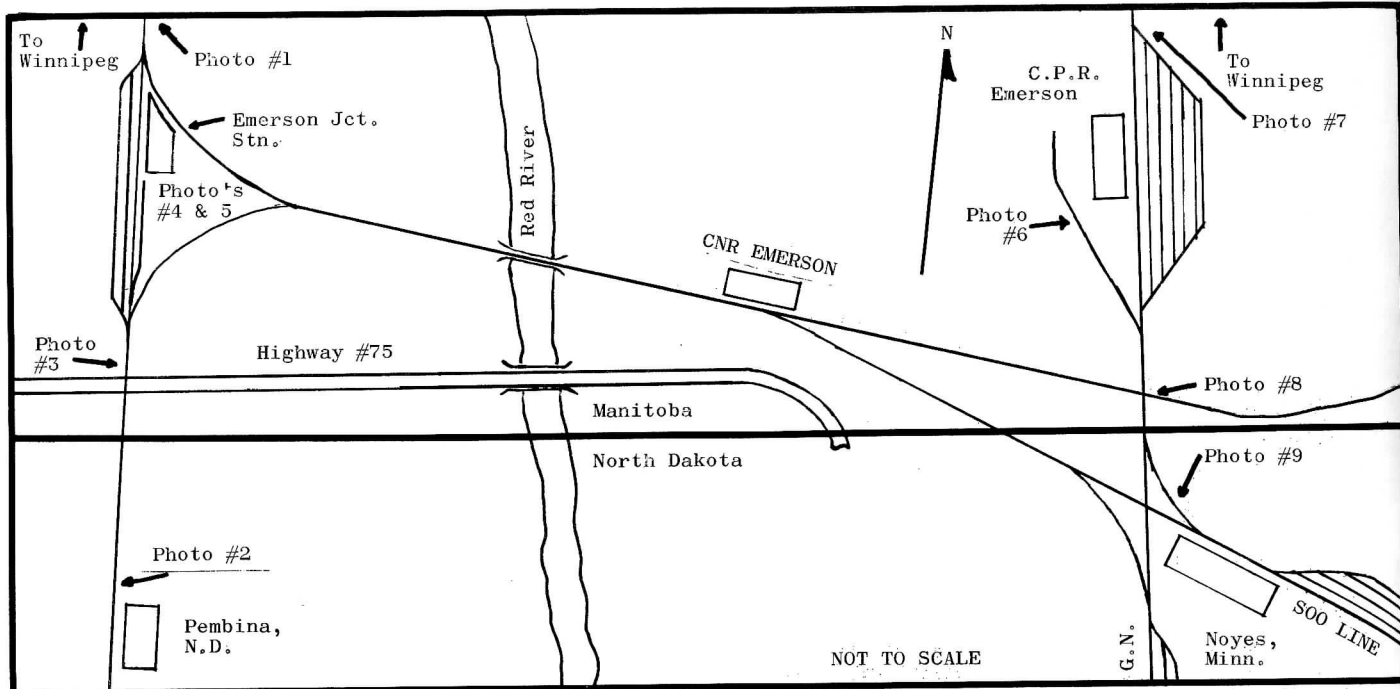 To
Winnipeg
Photo #1
Emerson Jct.
Stn.
Photo's
#4 & 5
Photo
#3
Highway #75
Red River
CNR EMERSON
N
C.P.R.
Emerson
Photo
#6
To
Winnipeg
Photo #7
Photo #8
Manitoba
North Dakota
Photo #9
Photo #2
Pembina,
N.D.
NOT TO SCALE
G.N.
Noyes,
Minn.
SOO LINE